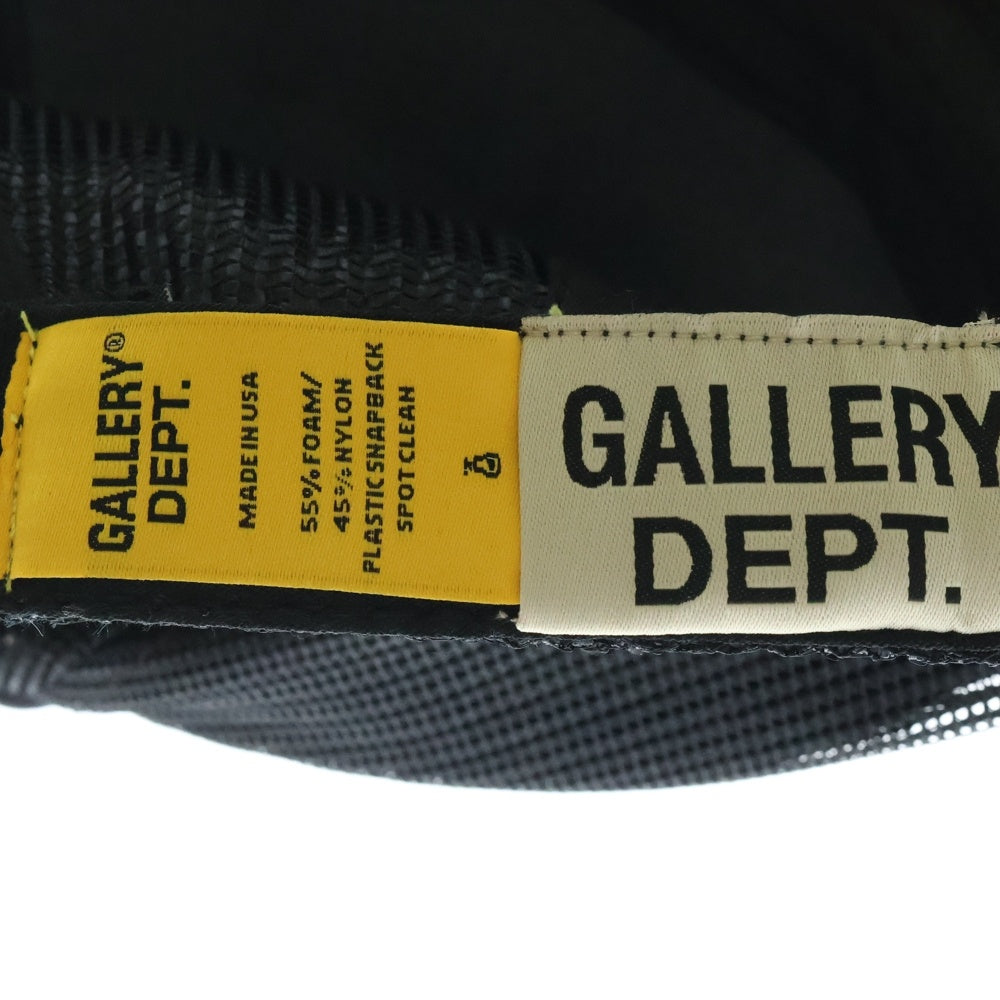 GALLERY®
DEPT.
MADE IN USA
55% FOAM/
45% NYLON
PLASTIC SNAPBACK
SPOT CLEAN
GALLERY
DEPT.